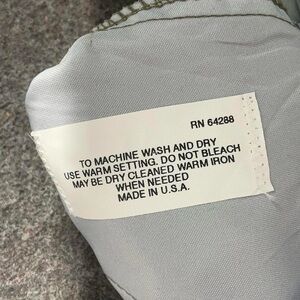 RN 64288
TO MACHINE WASH AND DRY
USE WARM SETTING. DO NOT BLEACH
MAY BE DRY CLEANED WARM IRON
WHEN NEEDED
MADE IN U.S.A.